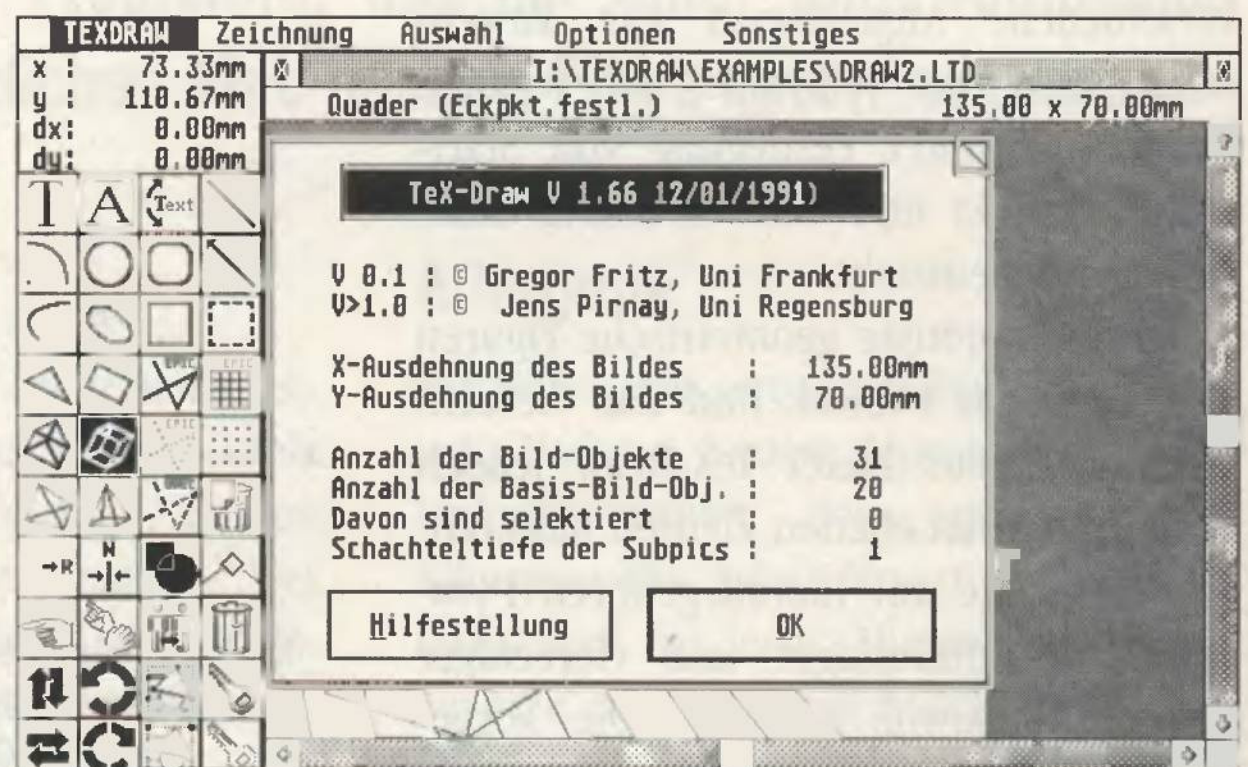 TEXDRAW Zeichnung Auswahl Optionen Sonstiges
x : 73.33mm
y : 110.67mm
dx: 0.00mm
dy: 0.00mm
I:\TEXDRAW\EXAMPLES\DRAW2.LTD
Quader (Eckpkt.festl.) 135.00 x 70.00mm
T A Text
EPIC EPIC
EPIC
→R N
TeX-Draw V 1.66 12/01/1991)
V 0.1 : © Gregor Fritz, Uni Frankfurt
V>1.0 : © Jens Pirnay, Uni Regensburg
X-Ausdehnung des Bildes : 135.00mm
Y-Ausdehnung des Bildes : 70.00mm
Anzahl der Bild-Objekte : 31
Anzahl der Basis-Bild-Obj. : 20
Davon sind selektiert : 0
Schachteltiefe der Subpics : 1
Hilfestellung OK